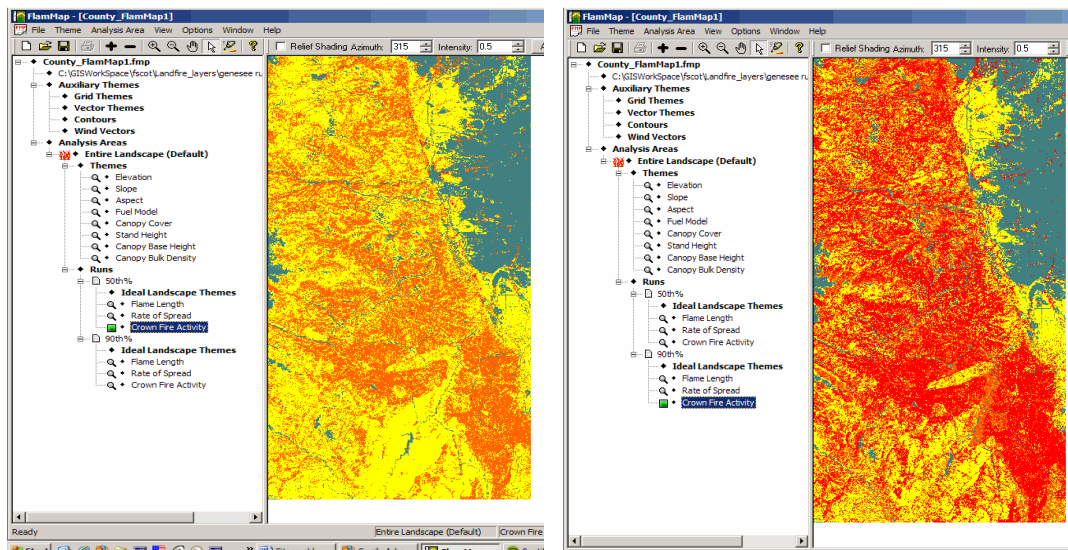 FlamMap - [County_FlamMap1]
File Theme Analysis Area View Options Window Help
Relief Shading Azimuth: 315 Intensity: 0.5
County_FlamMap1.fmp
C:\GISWorkSpace\fscot\Landfire_layers\genesee ru
Auxiliary Themes
Grid Themes
Vector Themes
Contours
Wind Vectors
Analysis Areas
Entire Landscape (Default)
Themes
Elevation
Slope
Aspect
Fuel Model
Canopy Cover
Stand Height
Canopy Base Height
Canopy Bulk Density
Runs
50th%
Ideal Landscape Themes
Flame Length
Rate of Spread
Crown Fire Activity
90th%
Ideal Landscape Themes
Flame Length
Rate of Spread
Crown Fire Activity
Ready Entire Landscape (Default) Crown Fire
FlamMap - [County_FlamMap1]
File Theme Analysis Area View Options Window Help
Relief Shading Azimuth: 315 Intensity: 0.5
County_FlamMap1.fmp
C:\GISWorkSpace\fscot\Landfire_layers\genesee ru
Auxiliary Themes
Grid Themes
Vector Themes
Contours
Wind Vectors
Analysis Areas
Entire Landscape (Default)
Themes
Elevation
Slope
Aspect
Fuel Model
Canopy Cover
Stand Height
Canopy Base Height
Canopy Bulk Density
Runs
50th%
Ideal Landscape Themes
Flame Length
Rate of Spread
Crown Fire Activity
90th%
Ideal Landscape Themes
Flame Length
Rate of Spread
Crown Fire Activity